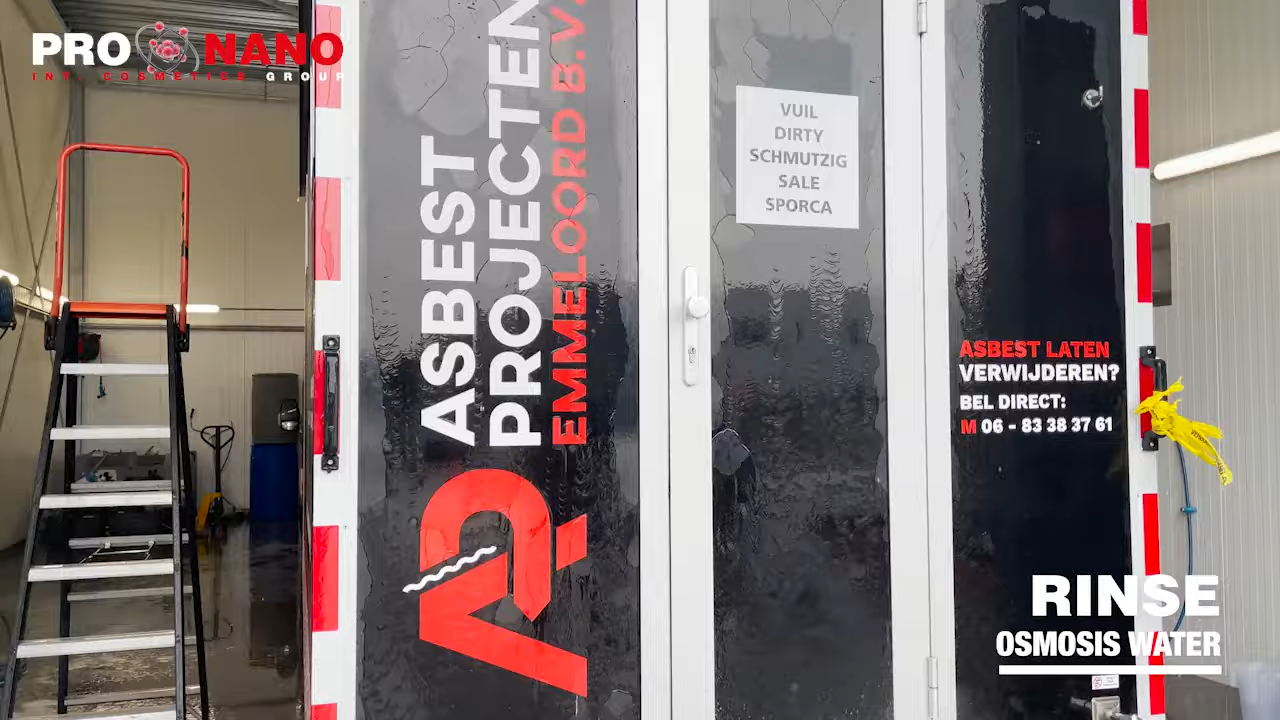 PRO NANO
INT. COSMETICS GROUP
ASBEST
PROJECTEN
EMMELOORD B.V.
VUIL
DIRTY
SCHMUTZIG
SALE
SPORCA
ASBEST LATEN
VERWIJDEREN?
BEL DIRECT:
M 06 - 83 38 37 61
RINSE
OSMOSIS WATER